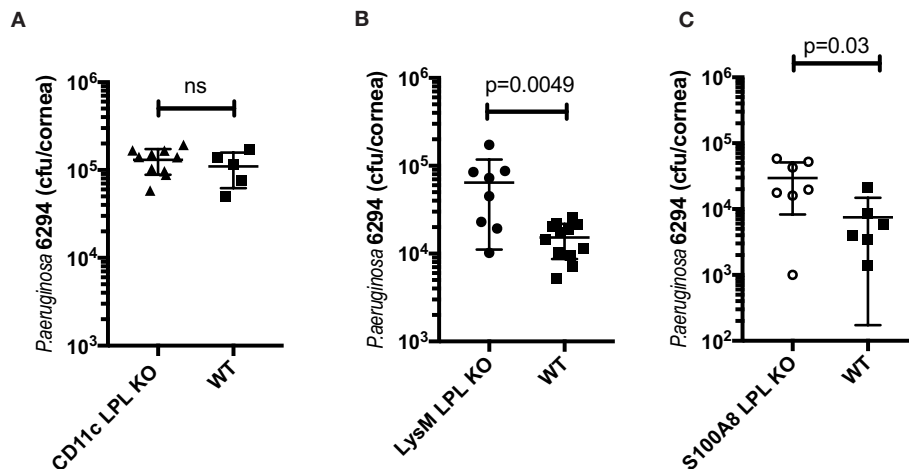 A
ns
P.aeruginosa 6294 (cfu/cornea)
10⁶
10⁵
10⁴
10³
CD11c LPL KO
WT
B
p=0.0049
P.aeruginosa 6294 (cfu/cornea)
10⁶
10⁵
10⁴
10³
LysM LPL KO
WT
C
p=0.03
P.aeruginosa 6294 (cfu/cornea)
10⁶
10⁵
10⁴
10³
10²
S100A8 LPL KO
WT